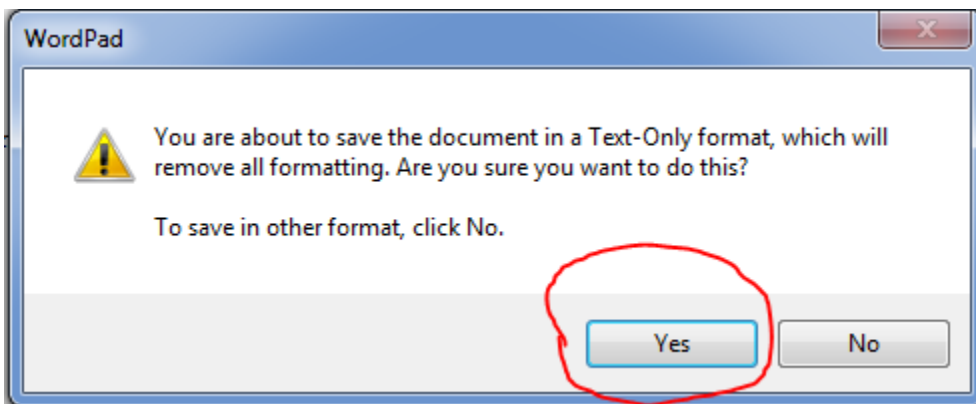 WordPad
You are about to save the document in a Text-Only format, which will
remove all formatting. Are you sure you want to do this?
To save in other format, click No.
Yes
No